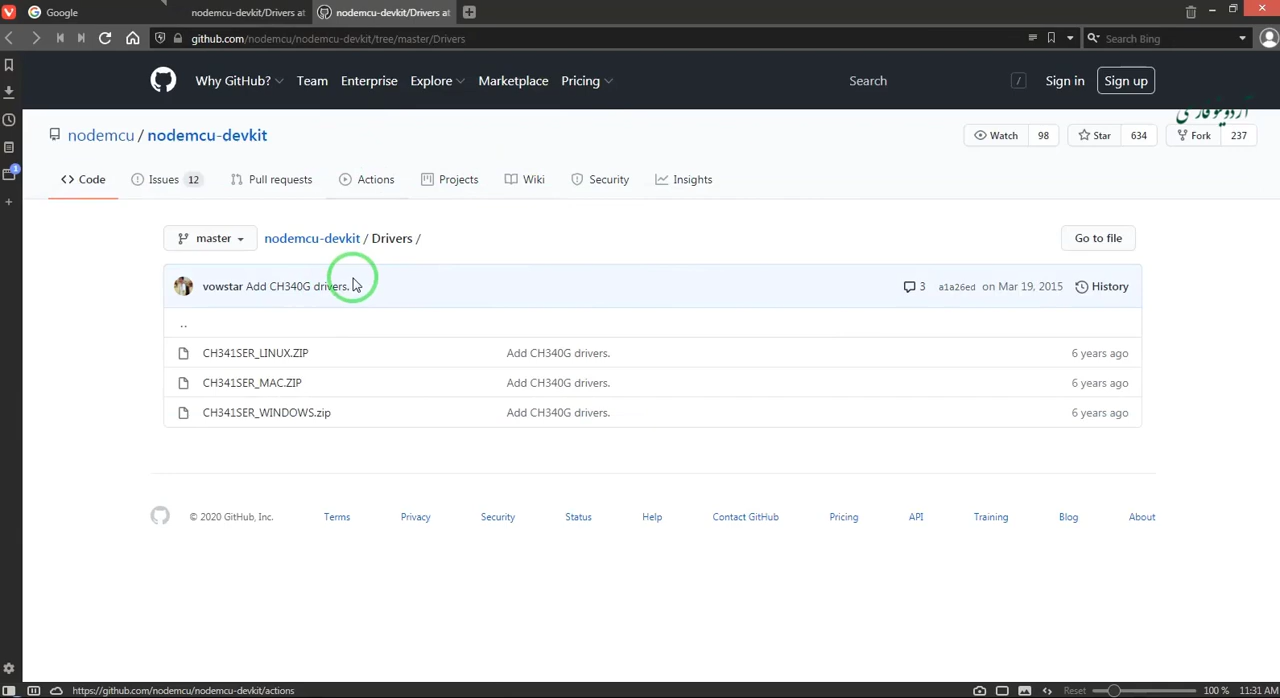 Google
nodemcu-devkit/Drivers at
nodemcu-devkit/Drivers at
github.com/nodemcu/nodemcu-devkit/tree/master/Drivers
Search Bing
Why GitHub?
Team
Enterprise
Explore
Marketplace
Pricing
Search
/
Sign in
Sign up
آردوینو فارسی
nodemcu / nodemcu-devkit
Watch 98
Star 634
Fork 237
Code
Issues 12
Pull requests
Actions
Projects
Wiki
Security
Insights
master
nodemcu-devkit / Drivers /
Go to file
vowstar Add CH340G drivers.
3
a1a26ed on Mar 19, 2015
History
..
CH341SER_LINUX.ZIP Add CH340G drivers. 6 years ago
CH341SER_MAC.ZIP Add CH340G drivers. 6 years ago
CH341SER_WINDOWS.zip Add CH340G drivers. 6 years ago
© 2020 GitHub, Inc.
Terms
Privacy
Security
Status
Help
Contact GitHub
Pricing
API
Training
Blog
About
1
https://github.com/nodemcu/nodemcu-devkit/actions
Reset
100 %
11:31 AM